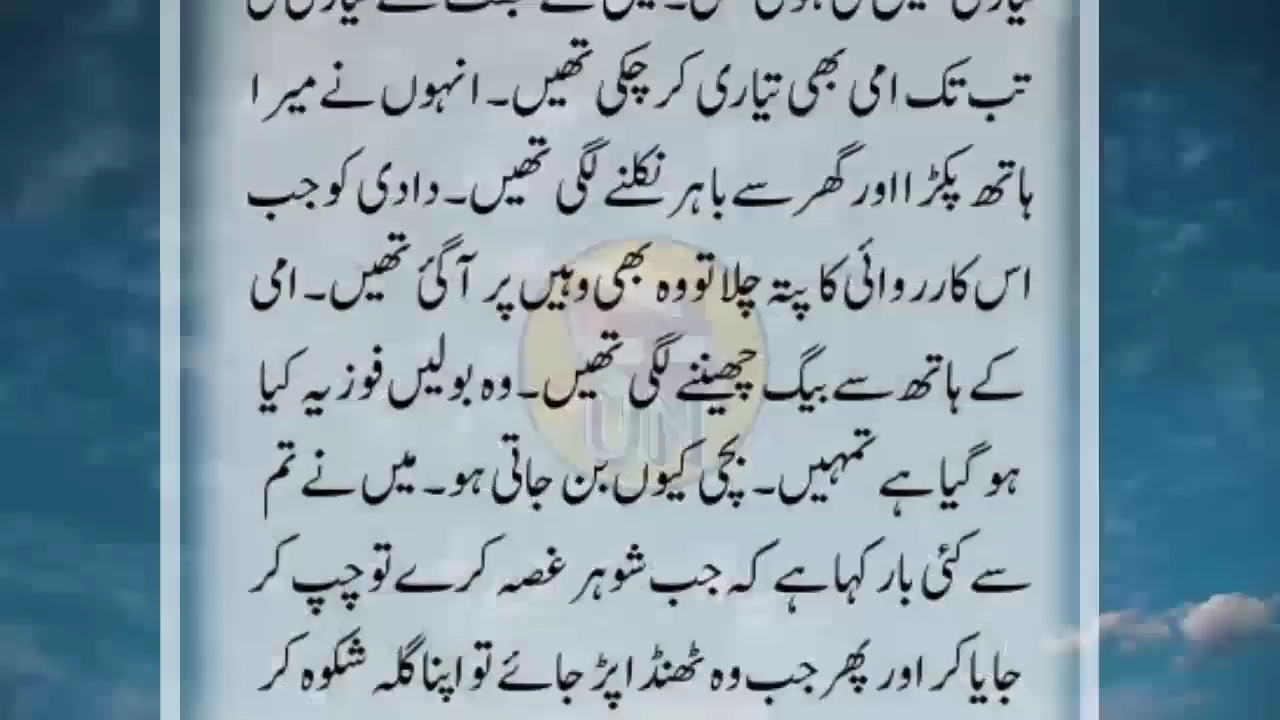 تب تک امی بھی تیاری کر چکی تھیں۔ انہوں نے میرا
ہاتھ پکڑا اور گھر سے باہر نکلنے لگی تھیں۔ دادی کو جب
اس کارروائی کا پتہ چلا تو وہ بھی وہیں پر آگئ تھیں۔ امی
کے ہاتھ سے بیگ چھیننے لگی تھیں۔ وہ بولیں فوزیہ کیا
ہو گیا ہے تمہیں۔ بچی کیوں بن جاتی ہو۔ میں نے تم
سے کئی بار کہا ہے کہ جب شوہر غصہ کرے تو چپ کر
جایا کر اور پھر جب وہ ٹھنڈا پڑ جائے تو اپنا گلہ شکوہ کر
UN